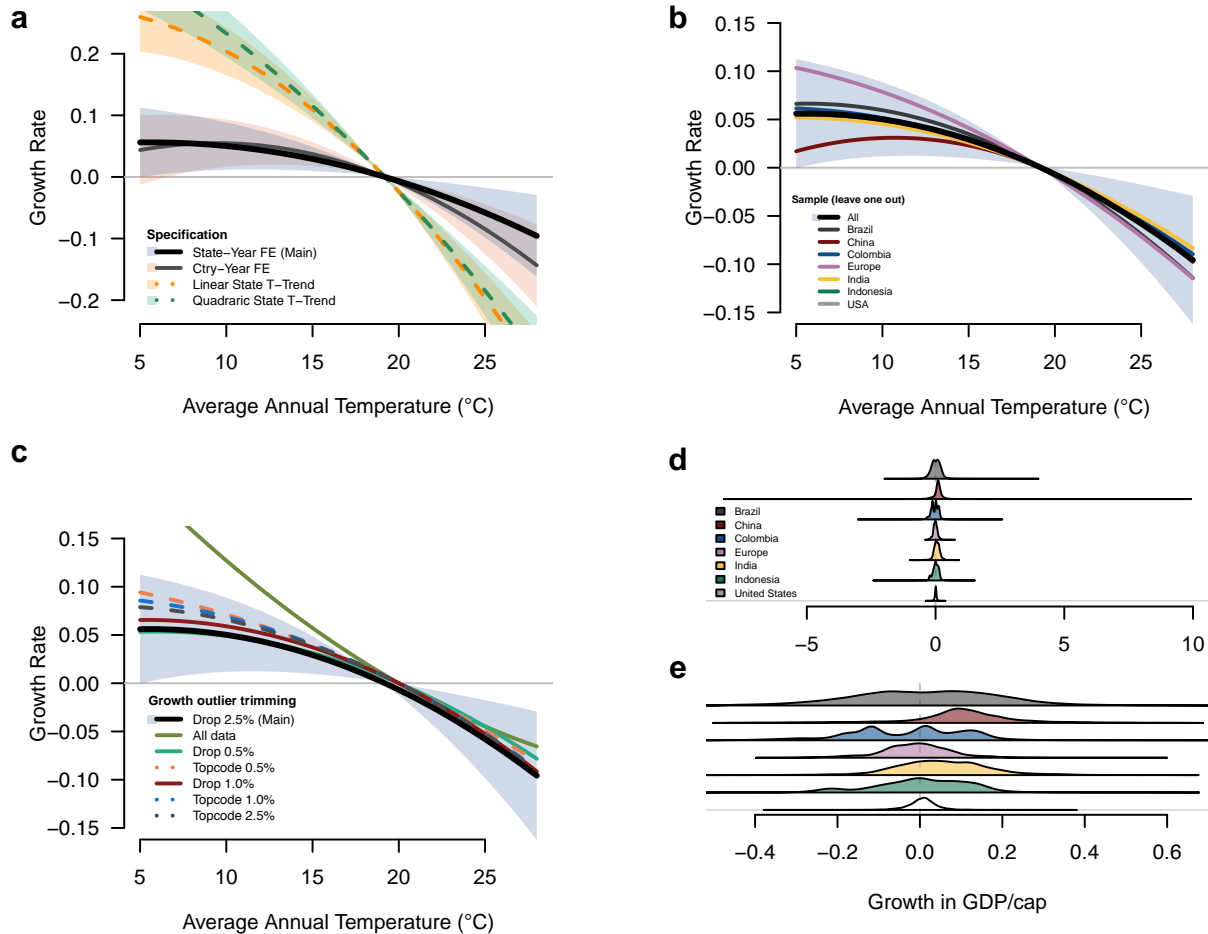 a
0.2
0.1
0.0
−0.1
−0.2
Growth Rate
Specification
State−Year FE (Main)
Ctry−Year FE
Linear State T−Trend
Quadraric State T−Trend
5
10
15
20
25
Average Annual Temperature (°C)
b
0.15
0.10
0.05
0.00
−0.05
−0.10
−0.15
Growth Rate
Sample (leave one out)
All
Brazil
China
Colombia
Europe
India
Indonesia
USA
5
10
15
20
25
Average Annual Temperature (°C)
c
0.15
0.10
0.05
0.00
−0.05
−0.10
−0.15
Growth Rate
Growth outlier trimming
Drop 2.5% (Main)
All data
Drop 0.5%
Topcode 0.5%
Drop 1.0%
Topcode 1.0%
Topcode 2.5%
5
10
15
20
25
Average Annual Temperature (°C)
d
Brazil
China
Colombia
Europe
India
Indonesia
United States
−5
0
5
10
e
−0.4
−0.2
0.0
0.2
0.4
0.6
Growth in GDP/cap